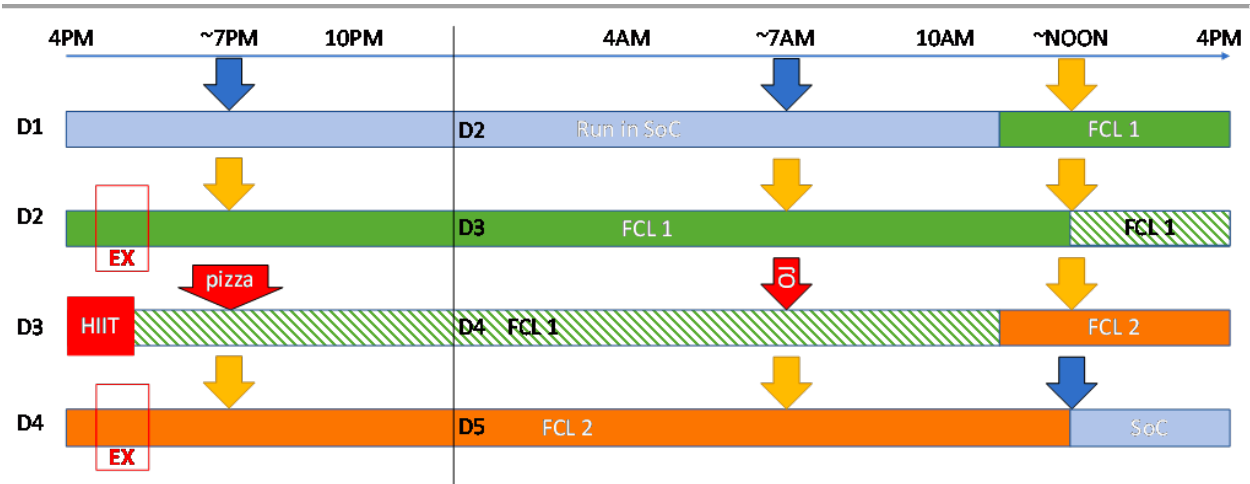 4PM ~7PM 10PM 4AM ~7AM 10AM ~NOON 4PM
D1 D2 Run in SoC FCL 1
D2 D3 FCL 1 FCL 1
EX
pizza OJ
D3 HIIT D4 FCL 1 FCL 2
D4 D5 FCL 2 SoC
EX